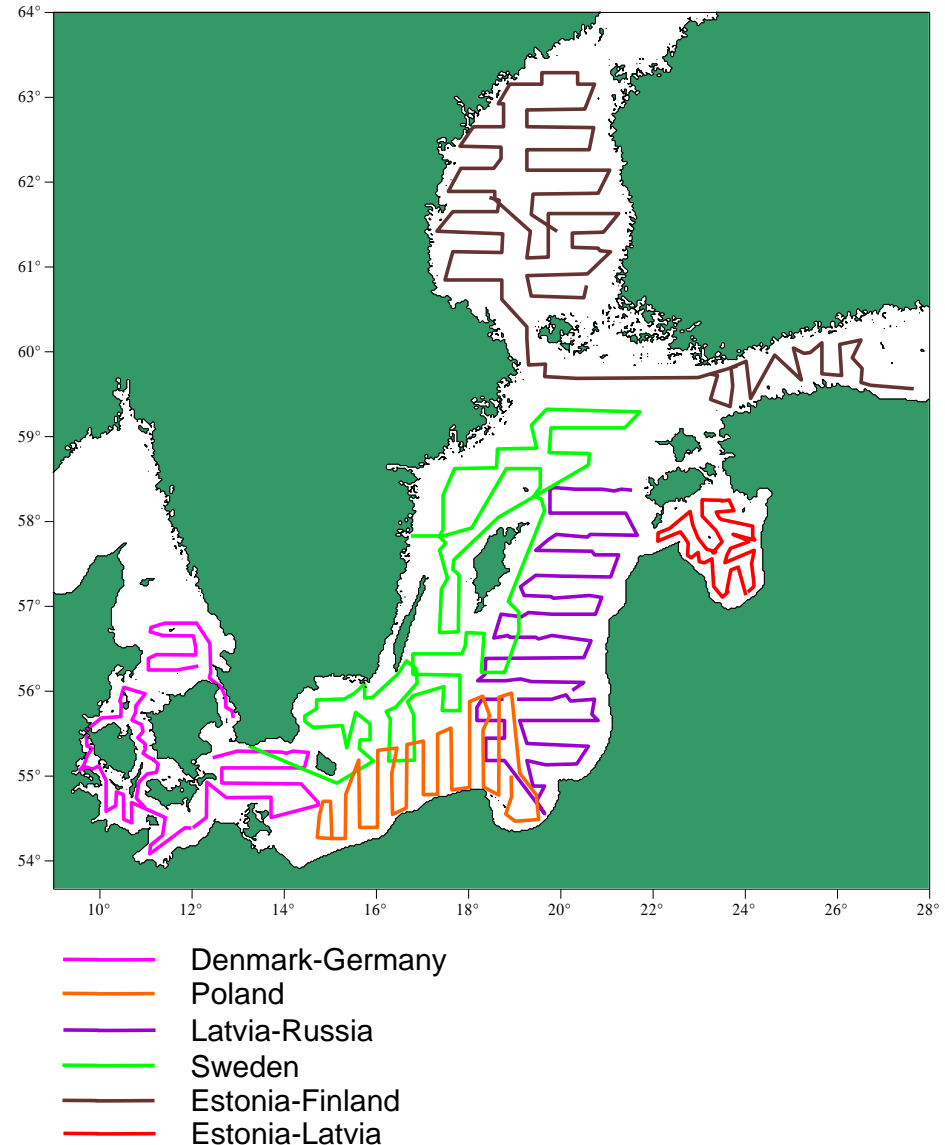 64°
63°
62°
61°
60°
59°
58°
57°
56°
55°
54°
10° 12° 14° 16° 18° 20° 22° 24° 26° 28°
Denmark-Germany
Poland
Latvia-Russia
Sweden
Estonia-Finland
Estonia-Latvia